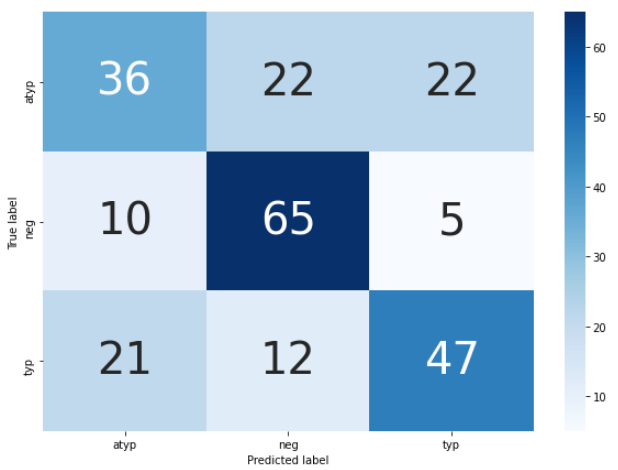 36 22 22
10 65 5
21 12 47
True label
atyp
neg
typ
atyp neg typ
Predicted label
60
50
40
30
20
10